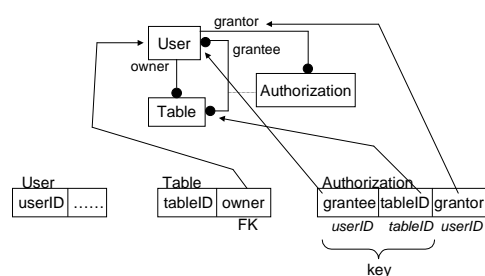 grantor
User
grantee
owner
Authorization
Table
User
Table
Authorization
userID ......
tableID owner
grantee tableID grantor
FK
userID tableID userID
key